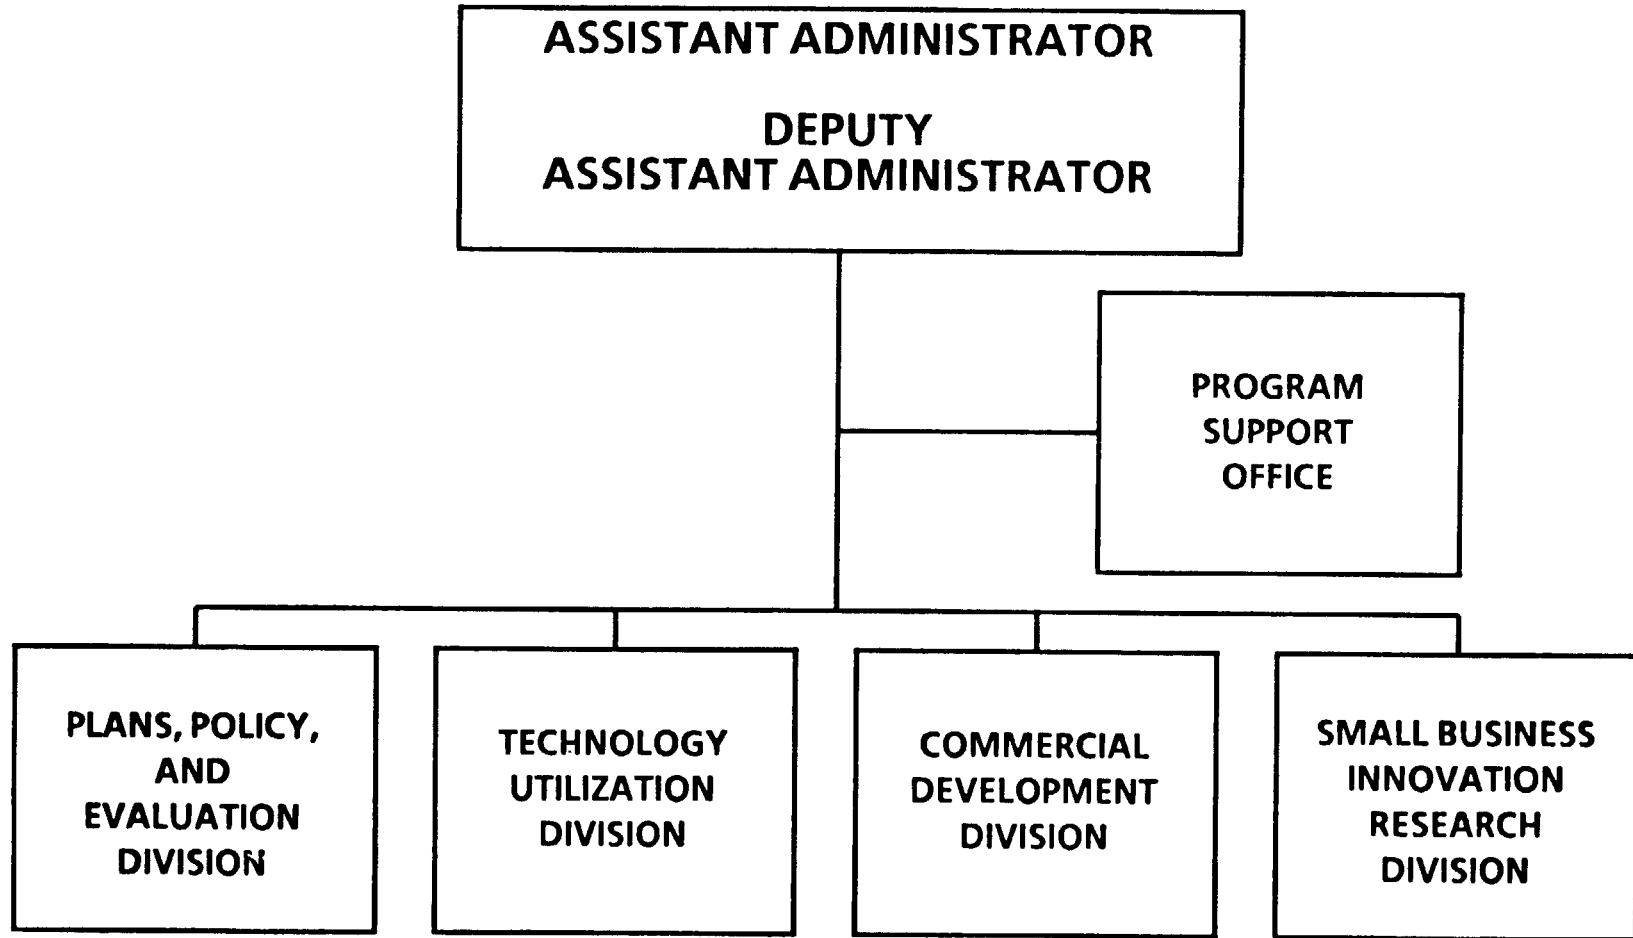 ASSISTANT ADMINISTRATOR
DEPUTY
ASSISTANT ADMINISTRATOR
PROGRAM
SUPPORT
OFFICE
PLANS, POLICY,
AND
EVALUATION
DIVISION
TECHNOLOGY
UTILIZATION
DIVISION
COMMERCIAL
DEVELOPMENT
DIVISION
SMALL BUSINESS
INNOVATION
RESEARCH
DIVISION